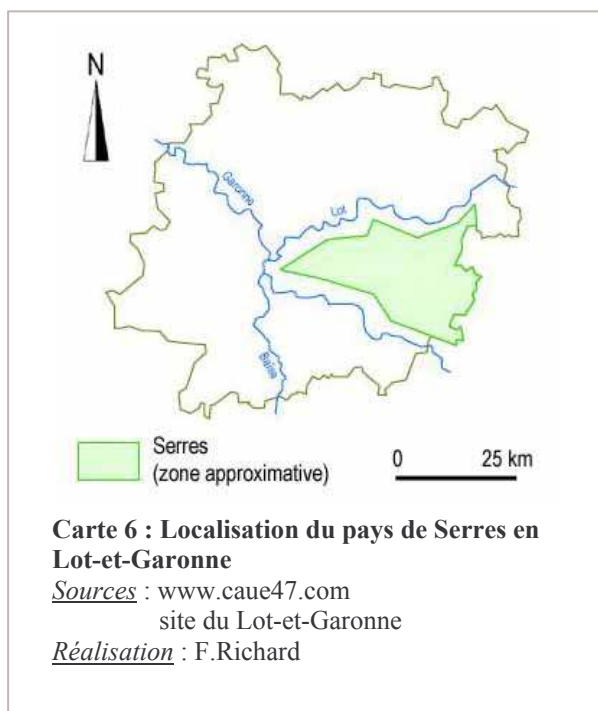 N
Garonne
Lot
Baïse
Serres
(zone approximative)
0 25 km
Carte 6 : Localisation du pays de Serres en
Lot-et-Garonne
Sources : www.caue47.com
site du Lot-et-Garonne
Réalisation : F.Richard